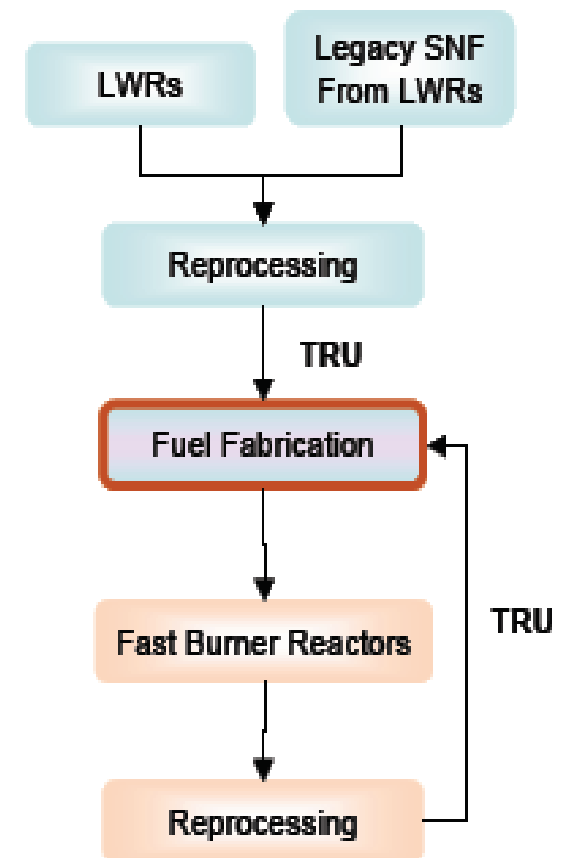 LWRs
Legacy SNF
From LWRs
Reprocessing
TRU
Fuel Fabrication
Fast Burner Reactors
TRU
Reprocessing